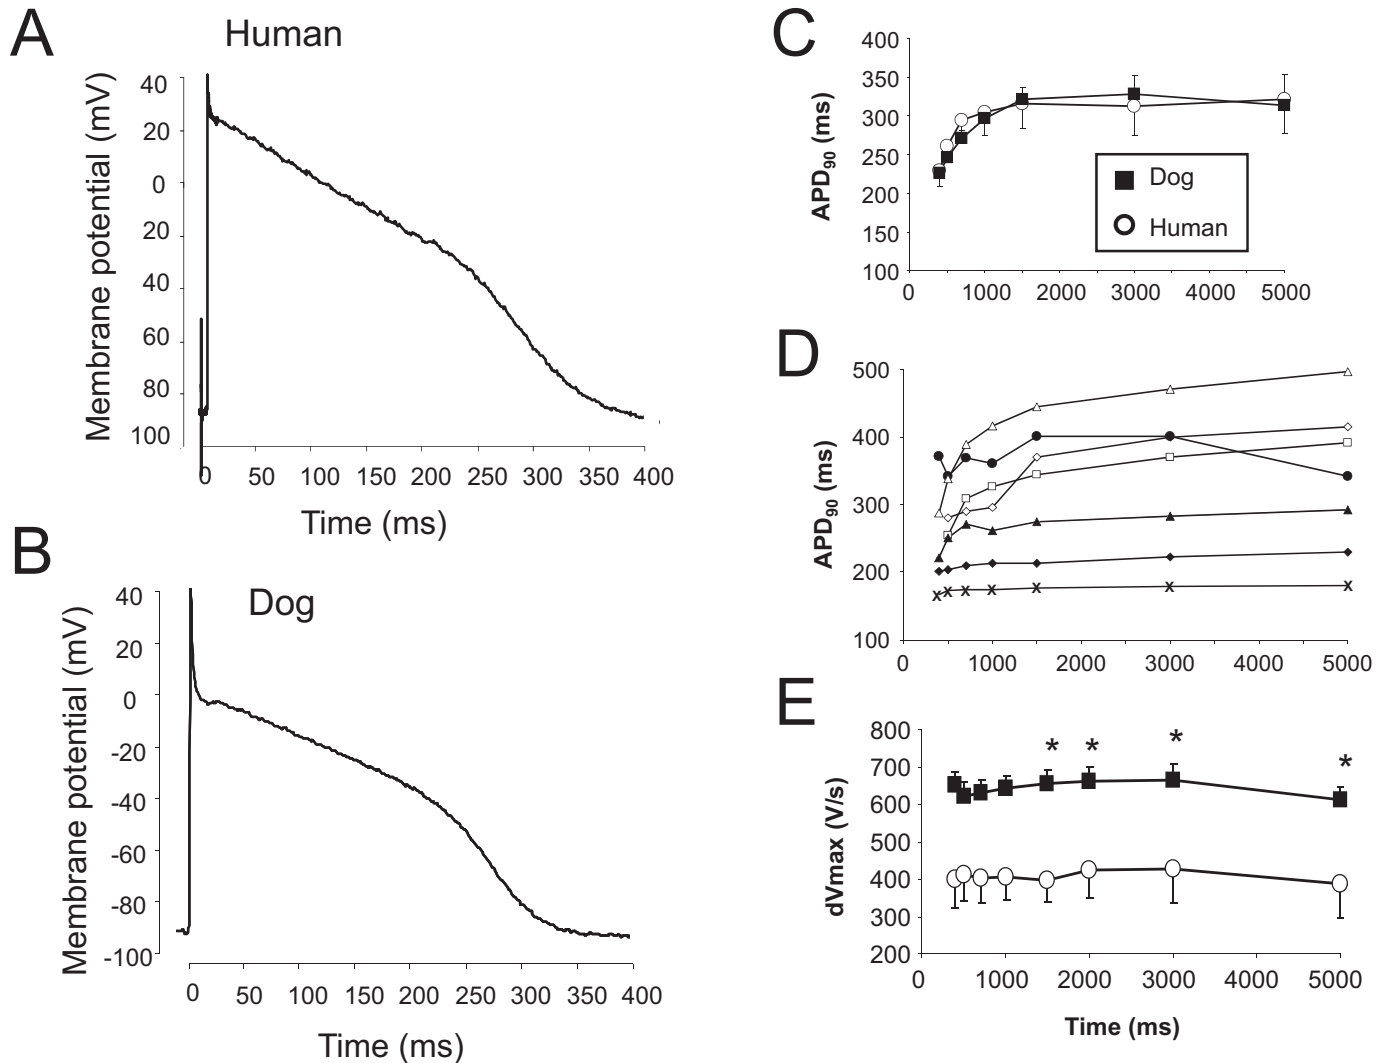 A
Human
Membrane potential (mV)
40
20
0
20
40
60
80
100
0 50 100 150 200 250 300 350 400
Time (ms)
B
Dog
Membrane potential (mV)
40
20
0
-20
-40
-60
-80
-100
0 50 100 150 200 250 300 350 400
Time (ms)
C
APD90 (ms)
400
350
300
250
200
150
100
Dog
Human
0 1000 2000 3000 4000 5000
D
APD90 (ms)
500
400
300
200
100
0 1000 2000 3000 4000 5000
E
dVmax (V/s)
800
700
600
500
400
300
200
* * * *
0 1000 2000 3000 4000 5000
Time (ms)